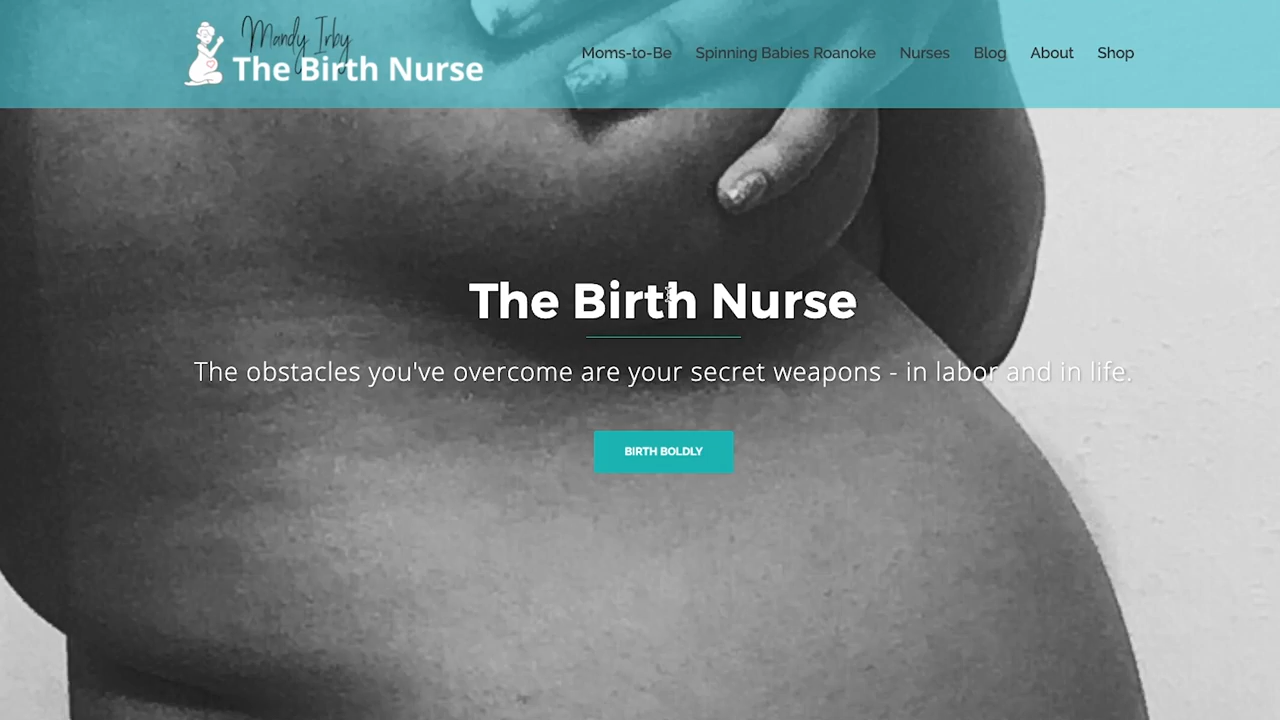 Mandy Irby
The Birth Nurse
Moms-to-Be Spinning Babies Roanoke Nurses Blog About Shop
The Birth Nurse
The obstacles you've overcome are your secret weapons - in labor and in life.
BIRTH BOLDLY